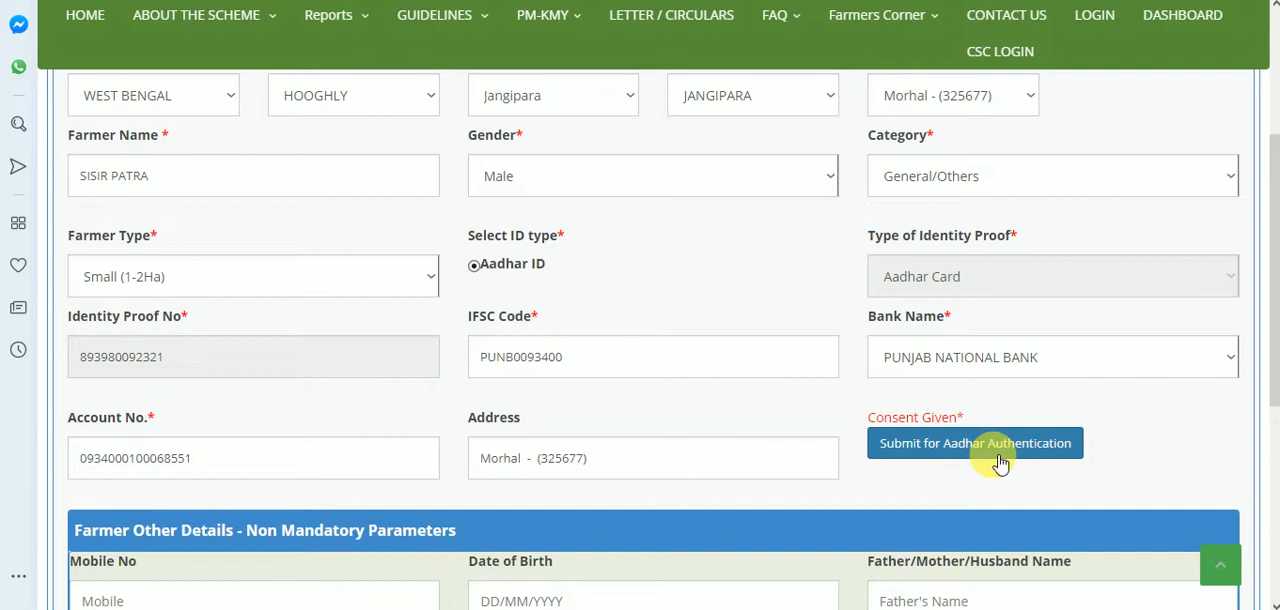 HOME ABOUT THE SCHEME Reports GUIDELINES PM-KMY LETTER / CIRCULARS FAQ Farmers Corner CONTACT US LOGIN DASHBOARD
CSC LOGIN
WEST BENGAL HOOGHLY Jangipara JANGIPARA Morhal - (325677)
Farmer Name * Gender* Category*
SISIR PATRA Male General/Others
Farmer Type* Select ID type* Type of Identity Proof*
Small (1-2Ha) Aadhar ID Aadhar Card
Identity Proof No* IFSC Code* Bank Name*
893980092321 PUNB0093400 PUNJAB NATIONAL BANK
Account No.* Address Consent Given*
0934000100068551 Morhal - (325677) Submit for Aadhar Authentication
Farmer Other Details - Non Mandatory Parameters
Mobile No Date of Birth Father/Mother/Husband Name
Mobile DD/MM/YYYY Father's Name